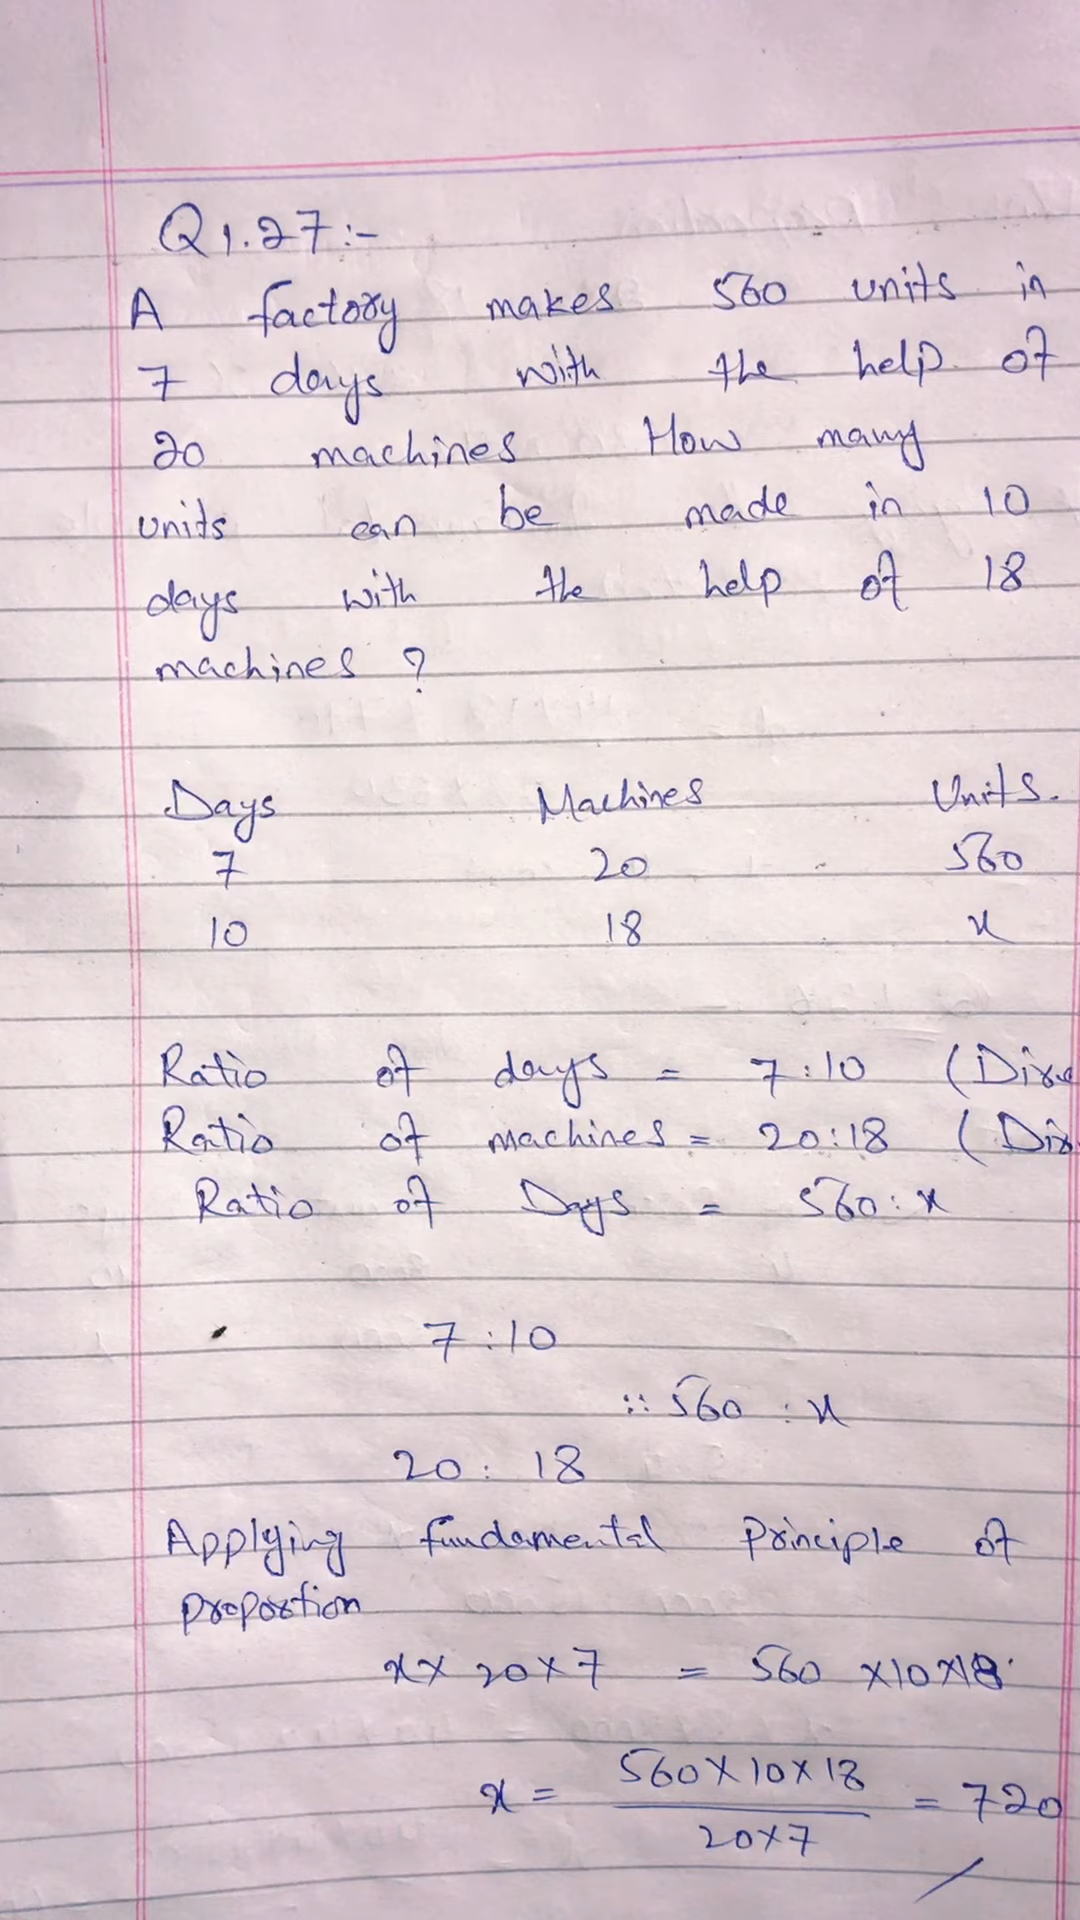 Q1.27:-
A factory makes 560 units in
7 days with the help of
20 machines How many
units can be made in 10
days with the help of 18
machines ?
Days Machines Units.
7 20 560
10 18 x
Ratio of days = 7:10 (Dire
Ratio of machines = 20:18 (Dir
Ratio of Days = 560:x
7:10
:: 560 : x
20 : 18
Applying fundamental Principle of
proportion
x × 20 × 7 = 560 × 10 × 18
x = 560 × 10 × 18 = 720
20 × 7